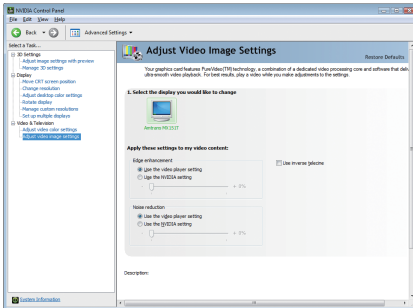 NVIDIA Control Panel
File Edit View Help
Back
Advanced Settings
Select a Task...
3D Settings
Adjust image settings with preview
Manage 3D settings
Display
Move CRT screen position
Change resolution
Adjust desktop color settings
Rotate display
Manage custom resolutions
Set up multiple displays
Video & Television
Adjust video color settings
Adjust video image settings
System Information
Adjust Video Image Settings
Restore Defaults
Your graphics card features PureVideo(TM) technology, a combination of a dedicated video processing core and software that deliv
ultra-smooth video playback. For best results, play a video while you make adjustments to the settings.
1. Select the display you would like to change
Apply these settings to my video content:
Edge enhancement
Use the video player setting
Use the NVIDIA setting
+ 0%
Use inverse telecine
Noise reduction
Use the video player setting
Use the NVIDIA setting
+ 0%
Description: